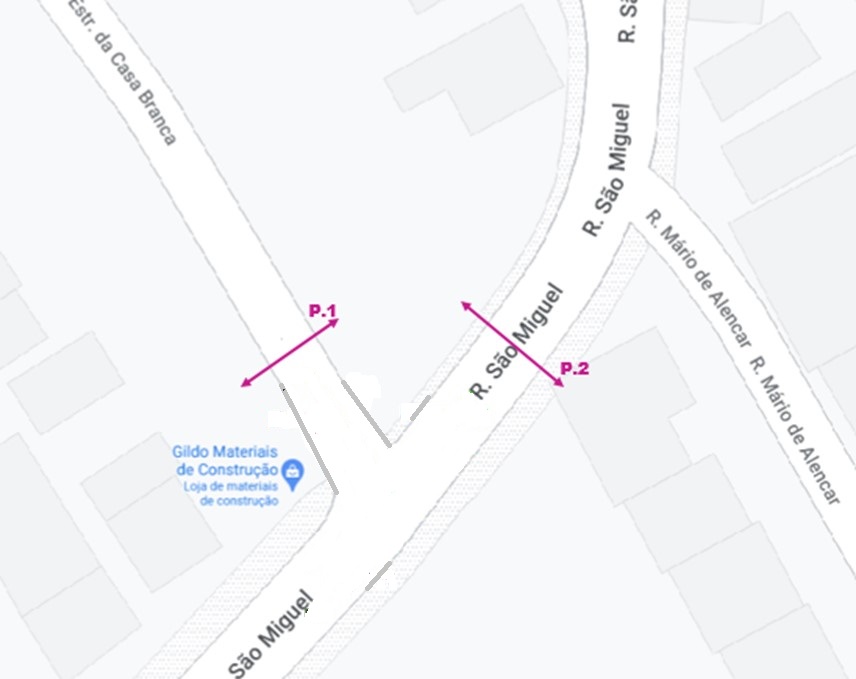 Estr. da Casa Branca
R. Sã
R. São Miguel
R. Mário de Alencar
P.1
R. São Miguel
P.2
R. Mário de Alencar
Gildo Materiais
de Construção
Loja de materiais
de construção
São Miguel